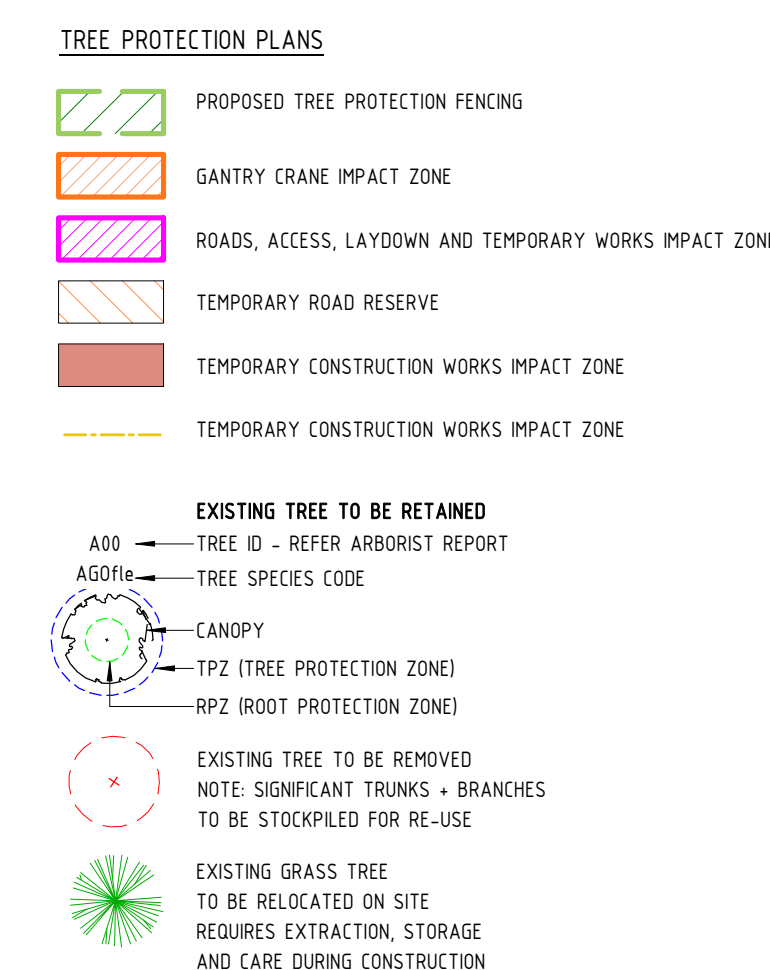 TREE PROTECTION PLANS
PROPOSED TREE PROTECTION FENCING
GANTRY CRANE IMPACT ZONE
ROADS, ACCESS, LAYDOWN AND TEMPORARY WORKS IMPACT ZONE
TEMPORARY ROAD RESERVE
TEMPORARY CONSTRUCTION WORKS IMPACT ZONE
TEMPORARY CONSTRUCTION WORKS IMPACT ZONE
EXISTING TREE TO BE RETAINED
A00 TREE ID - REFER ARBORIST REPORT
AGOfle TREE SPECIES CODE
CANOPY
TPZ (TREE PROTECTION ZONE)
RPZ (ROOT PROTECTION ZONE)
EXISTING TREE TO BE REMOVED
NOTE: SIGNIFICANT TRUNKS + BRANCHES
TO BE STOCKPILED FOR RE-USE
EXISTING GRASS TREE
TO BE RELOCATED ON SITE
REQUIRES EXTRACTION, STORAGE
AND CARE DURING CONSTRUCTION